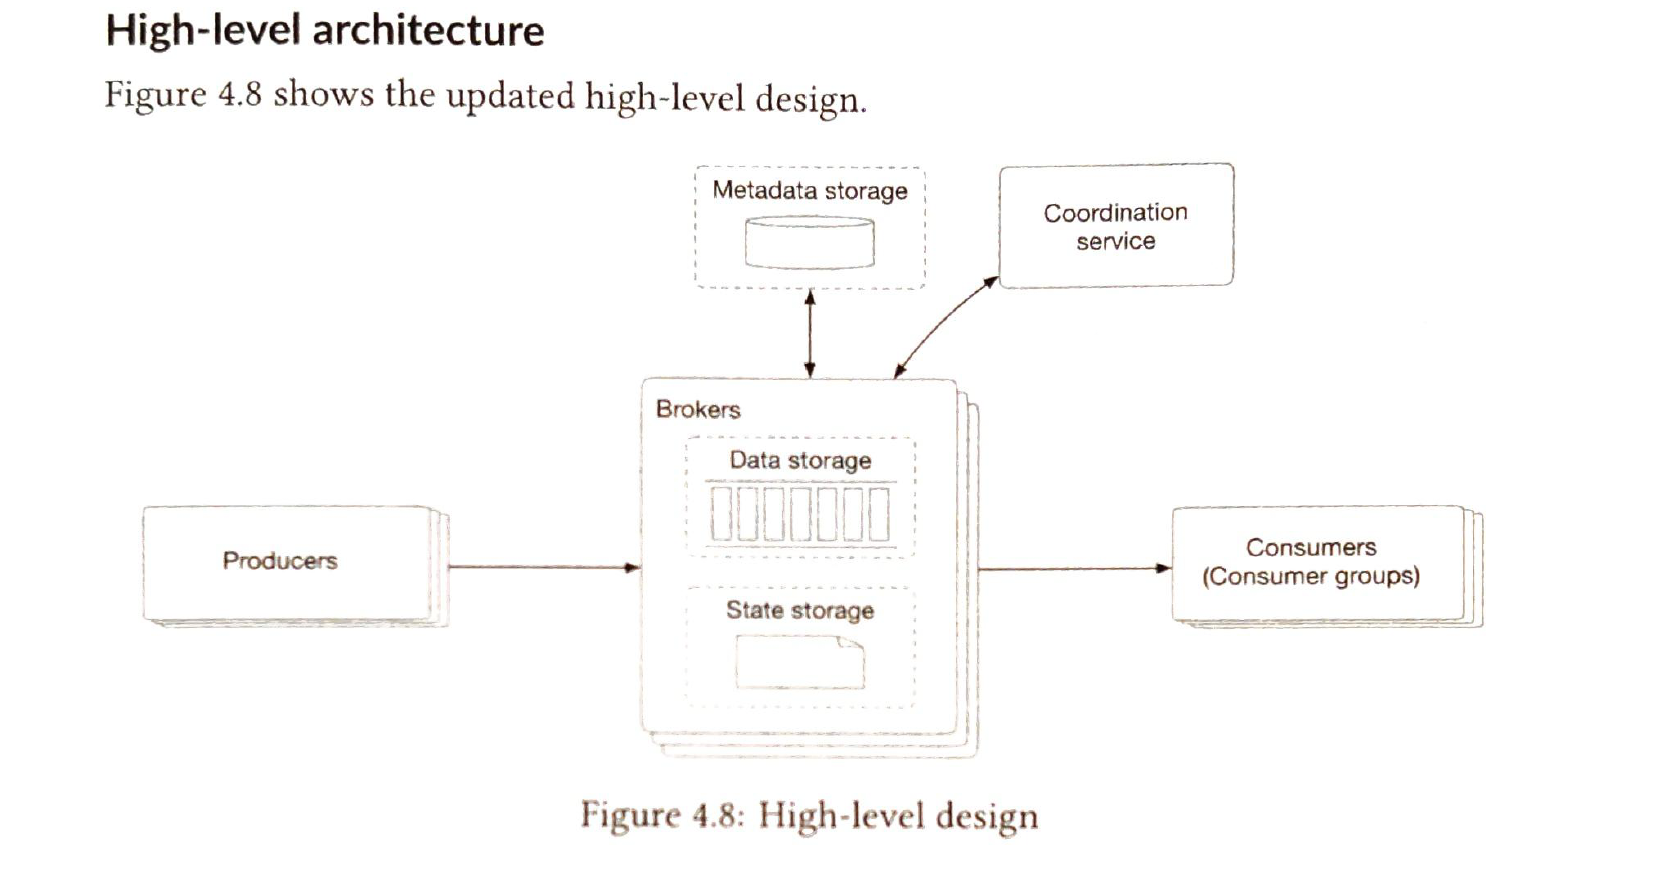 High-level architecture
Figure 4.8 shows the updated high-level design.
Metadata storage
Coordination
service
Brokers
Data storage
Producers
Consumers
(Consumer groups)
State storage
Figure 4.8: High-level design